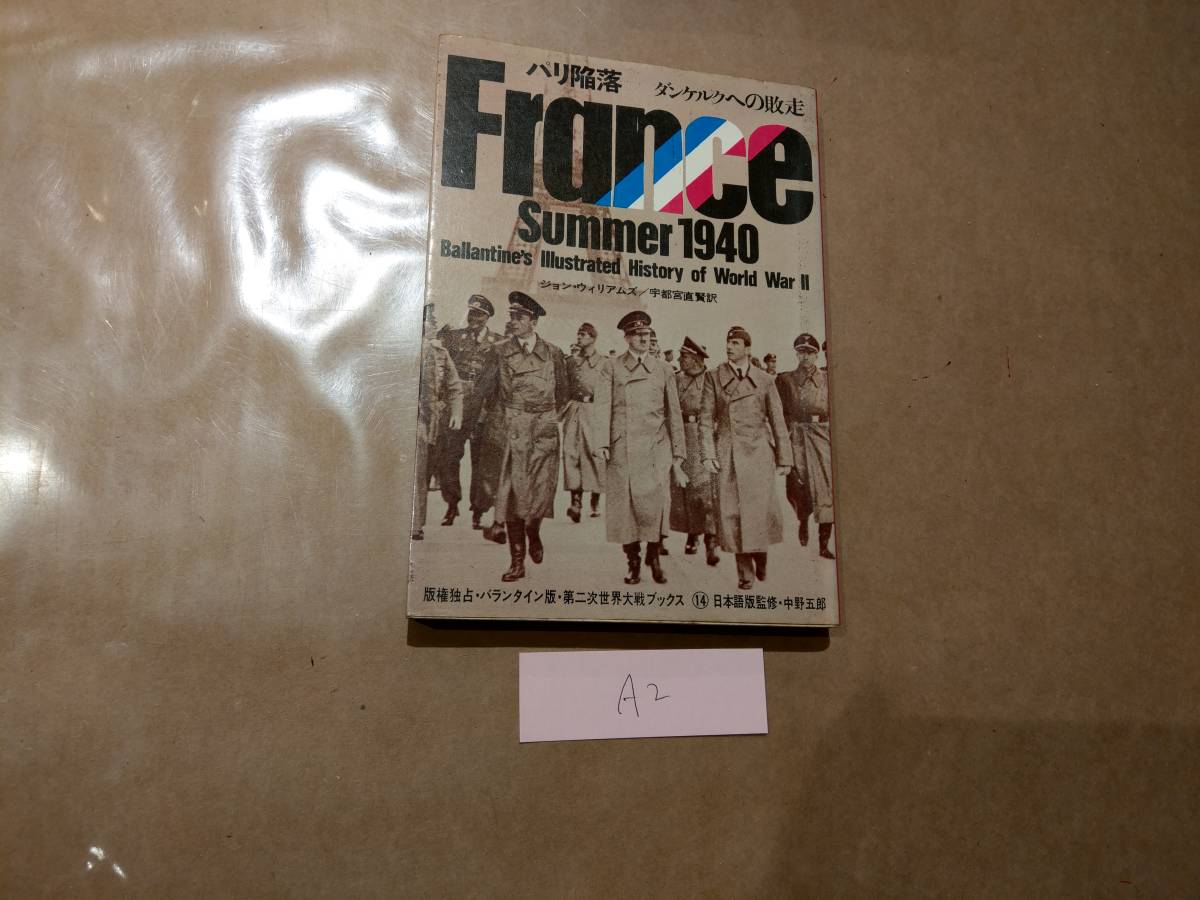 パリ陥落 ダンケルクへの敗走
France
Summer 1940
Ballantine's Illustrated History of World War II
ジョン・ウィリアムズ/宇都宮直賢訳
版権独占・バランタイン版・第二次世界大戦ブックス ⑭ 日本語版監修・中野五郎
A2